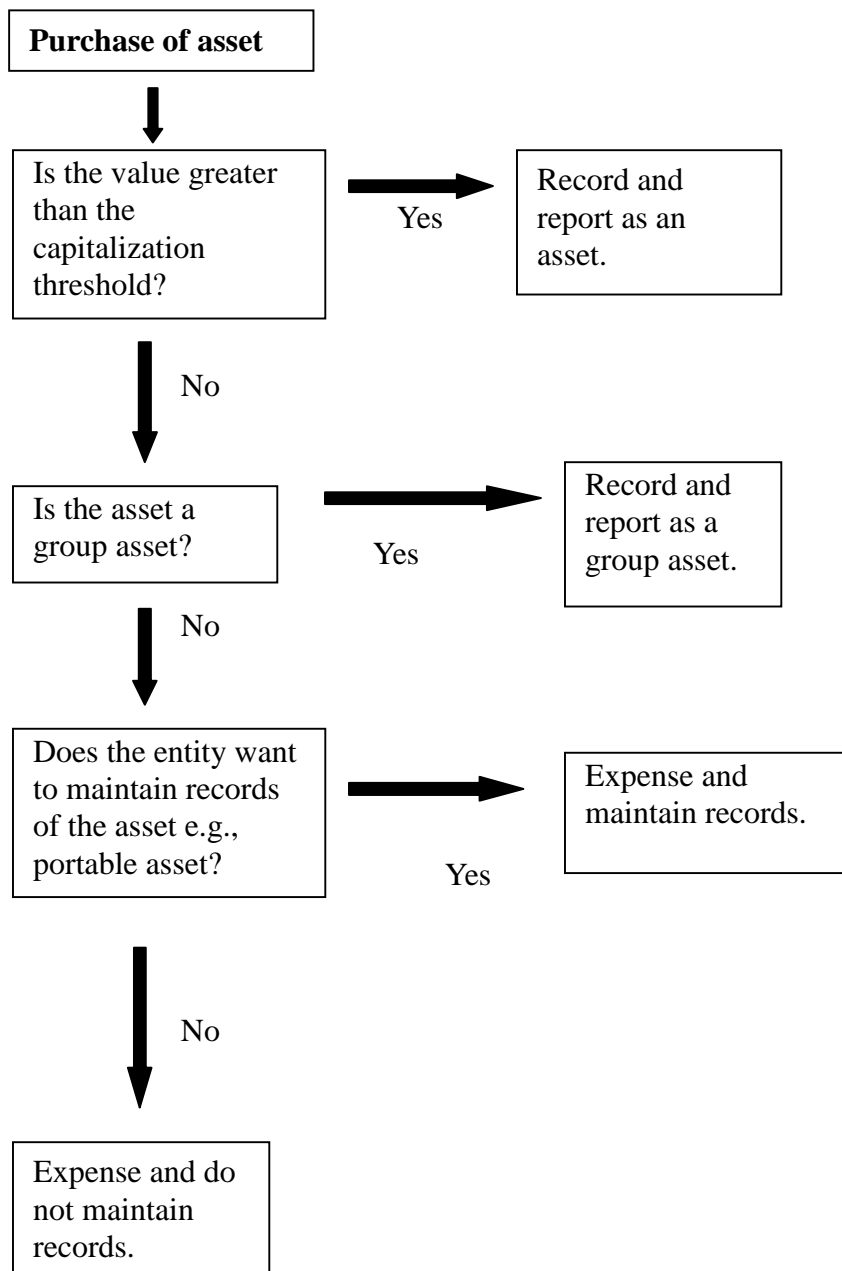 Purchase of asset
Is the value greater
than the
capitalization
threshold?
Yes
Record and
report as an
asset.
No
Is the asset a
group asset?
Yes
Record and
report as a
group asset.
No
Does the entity want
to maintain records
of the asset e.g.,
portable asset?
Yes
Expense and
maintain records.
No
Expense and do
not maintain
records.